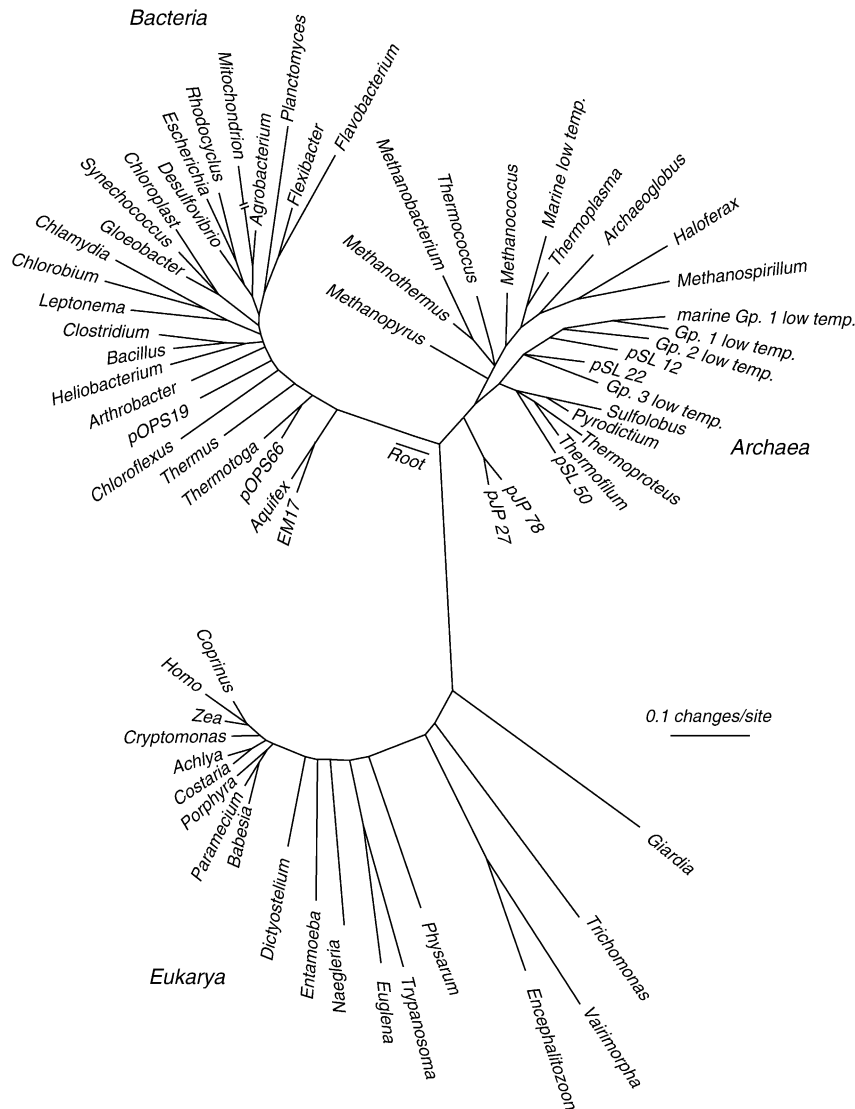 Bacteria
Planctomyces
Mitochondrion
Flavobacterium
Rhodocyclus
Escherichia
Agrobacterium
Flexibacter
Desulfovibrio
Chloroplast
Synechococcus
Gloeobacter
Chlamydia
Chlorobium
Leptonema
Clostridium
Bacillus
Heliobacterium
Arthrobacter
pOPS19
Chloroflexus
Thermus
Thermotoga
pOPS66
Aquifex
EM17
Root
Methanopyrus
Methanothermus
Methanobacterium
Thermococcus
Methanococcus
Marine low temp.
Thermoplasma
Archaeoglobus
Haloferax
Methanospirillum
marine Gp. 1 low temp.
Gp. 1 low temp.
Gp. 2 low temp.
pSL 12
pSL 22
Gp. 3 low temp.
Sulfolobus
Pyrodictium
Thermoproteus
Thermofilum
pSL 50
pJP 78
pJP 27
Archaea
Coprinus
Homo
Zea
Cryptomonas
Achlya
Costaria
Porphyra
Paramecium
Babesia
Dictyostelium
Entamoeba
Naegleria
Euglena
Trypanosoma
Physarum
Encephalitozoon
Vairimorpha
Trichomonas
Giardia
0.1 changes/site
Eukarya